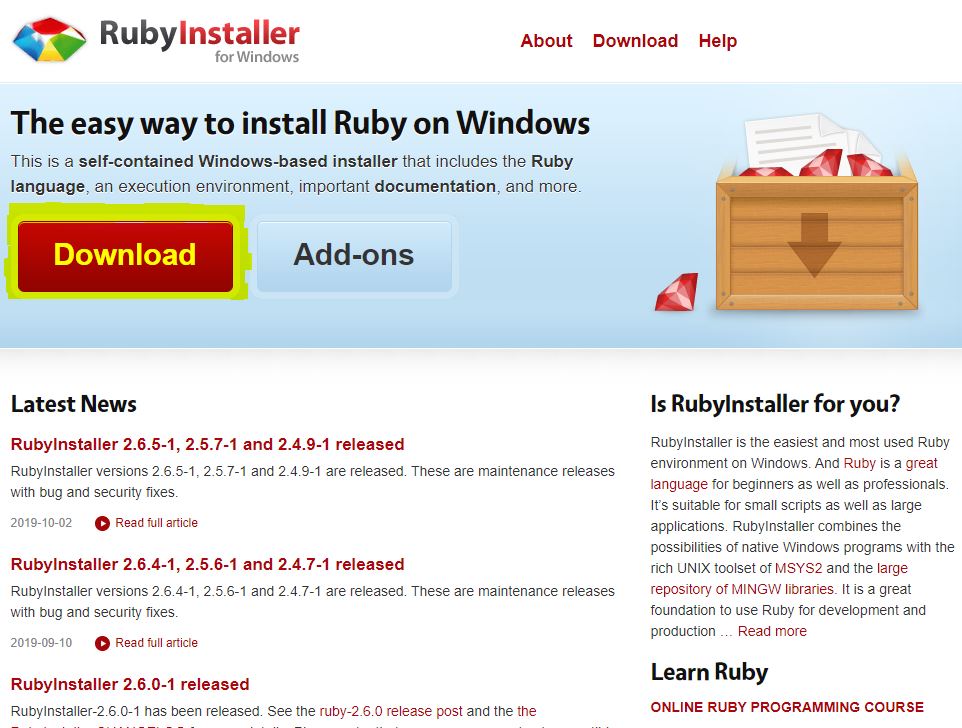 RubyInstaller
for Windows
About Download Help
The easy way to install Ruby on Windows
This is a self-contained Windows-based installer that includes the Ruby
language, an execution environment, important documentation, and more.
Download
Add-ons
Latest News
RubyInstaller 2.6.5-1, 2.5.7-1 and 2.4.9-1 released
RubyInstaller versions 2.6.5-1, 2.5.7-1 and 2.4.9-1 are released. These are maintenance releases
with bug and security fixes.
2019-10-02 Read full article
RubyInstaller 2.6.4-1, 2.5.6-1 and 2.4.7-1 released
RubyInstaller versions 2.6.4-1, 2.5.6-1 and 2.4.7-1 are released. These are maintenance releases
with bug and security fixes.
2019-09-10 Read full article
RubyInstaller 2.6.0-1 released
RubyInstaller-2.6.0-1 has been released. See the ruby-2.6.0 release post and the the
Is RubyInstaller for you?
RubyInstaller is the easiest and most used Ruby
environment on Windows. And Ruby is a great
language for beginners as well as professionals.
It's suitable for small scripts as well as large
applications. RubyInstaller combines the
possibilities of native Windows programs with the
rich UNIX toolset of MSYS2 and the large
repository of MINGW libraries. It is a great
foundation to use Ruby for development and
production … Read more
Learn Ruby
ONLINE RUBY PROGRAMMING COURSE